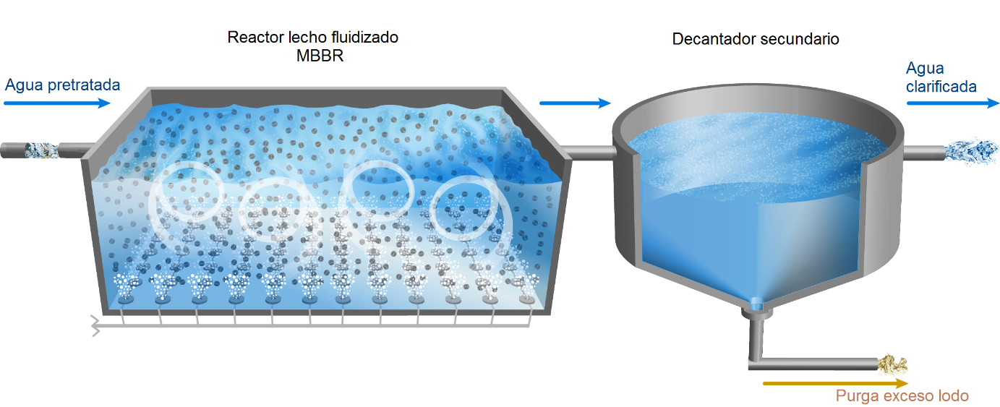 Reactor lecho fluidizado
MBBR
Decantador secundario
Agua pretratada
Agua
clarificada
Purga exceso lodo